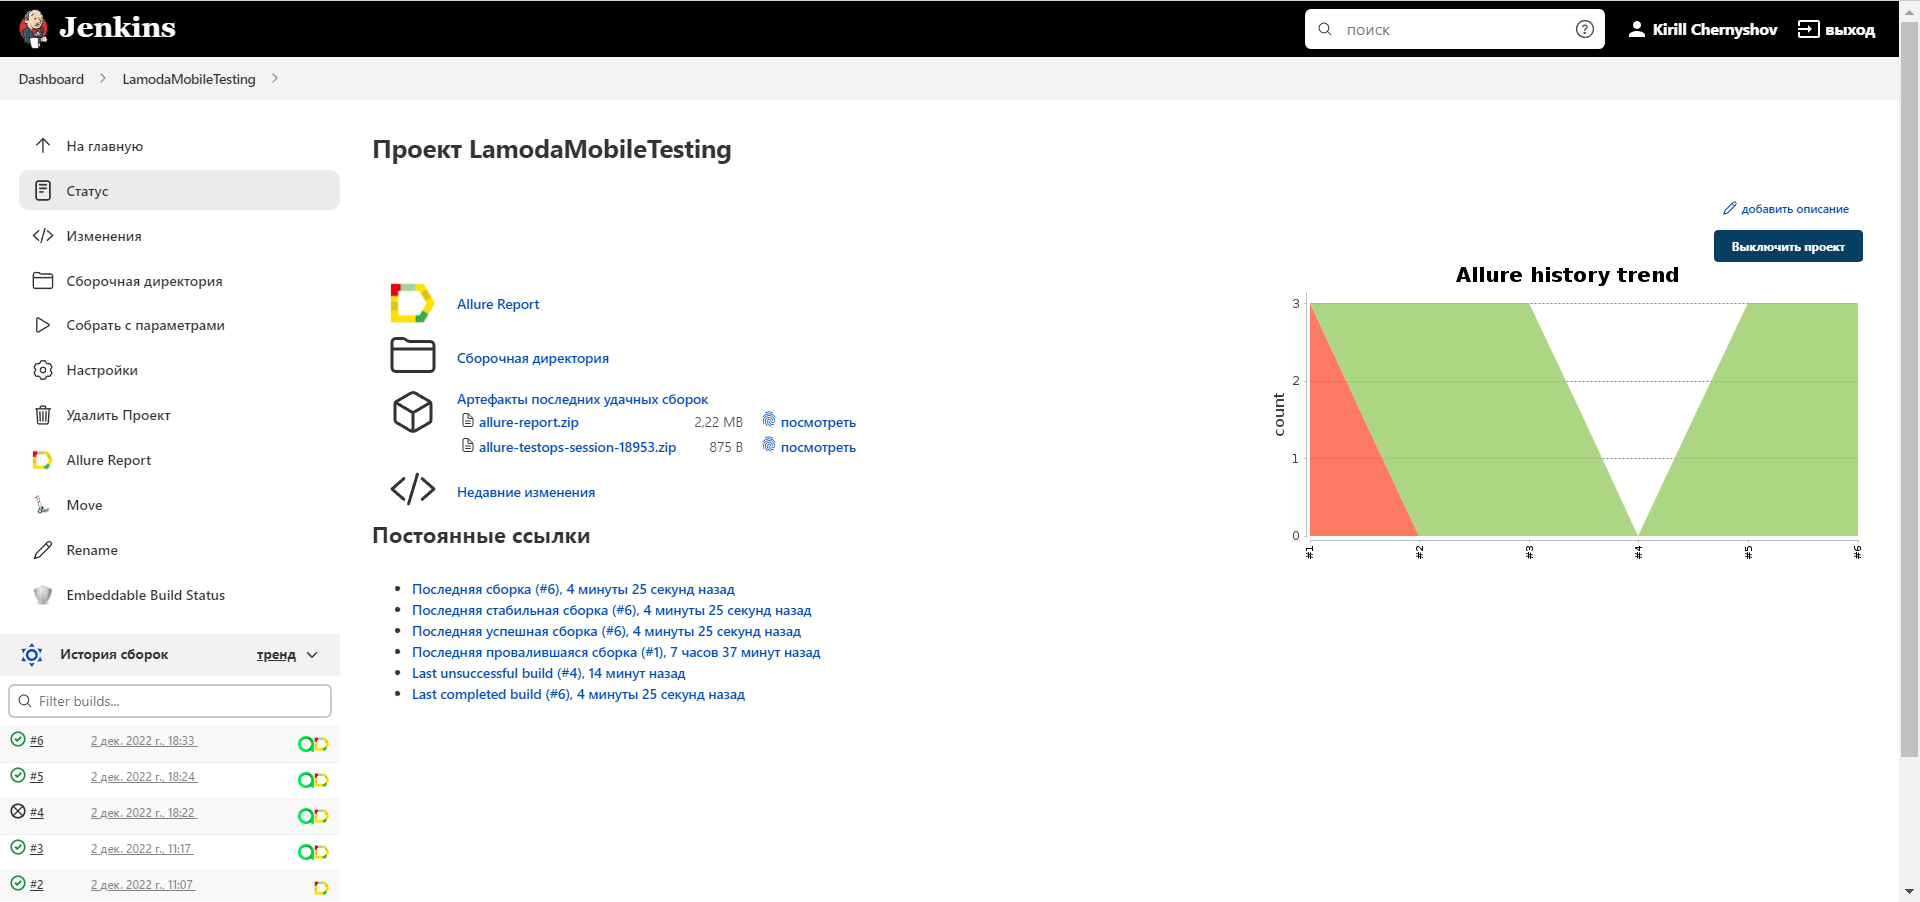 Jenkins
поиск
Kirill Chernyshov
выход
Dashboard
LamodaMobileTesting
На главную
Статус
Изменения
Сборочная директория
Собрать с параметрами
Настройки
Удалить Проект
Allure Report
Move
Rename
Embeddable Build Status
История сборок
тренд
Filter builds...
#6 2 дек. 2022 г., 18:33
#5 2 дек. 2022 г., 18:24
#4 2 дек. 2022 г., 18:22
#3 2 дек. 2022 г., 11:17
#2 2 дек. 2022 г., 11:07
Проект LamodaMobileTesting
добавить описание
Выключить проект
Allure Report
Сборочная директория
Артефакты последних удачных сборок
allure-report.zip 2,22 MB посмотреть
allure-testops-session-18953.zip 875 B посмотреть
Недавние изменения
Постоянные ссылки
Последняя сборка (#6), 4 минуты 25 секунд назад
Последняя стабильная сборка (#6), 4 минуты 25 секунд назад
Последняя успешная сборка (#6), 4 минуты 25 секунд назад
Последняя провалившаяся сборка (#1), 7 часов 37 минут назад
Last unsuccessful build (#4), 14 минут назад
Last completed build (#6), 4 минуты 25 секунд назад
Allure history trend
count
3
2
1
0
#1 #2 #3 #4 #5 #6